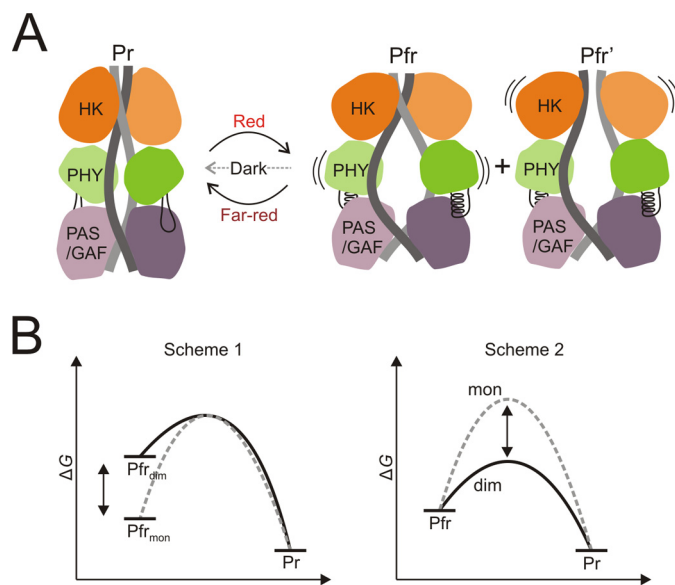 A
Pr
Pfr
Pfr'
HK
PHY
PAS
/GAF
Red
Dark
Far-red
HK
PHY
PAS
/GAF
+
HK
PHY
PAS
/GAF
B
Scheme 1
ΔG
Pfrdim
Pfrmon
Pr
Scheme 2
ΔG
mon
dim
Pfr
Pr